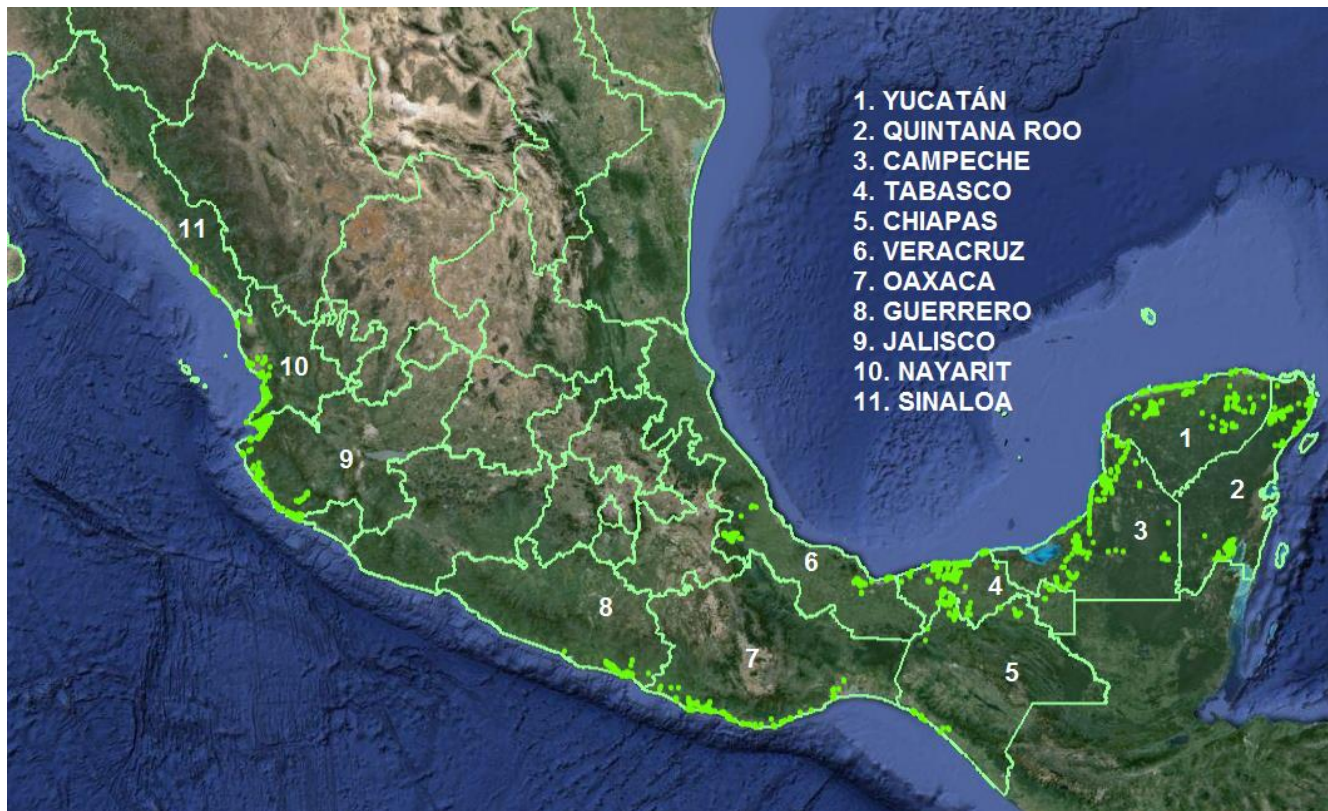 1. YUCATÁN
2. QUINTANA ROO
3. CAMPECHE
4. TABASCO
5. CHIAPAS
6. VERACRUZ
7. OAXACA
8. GUERRERO
9. JALISCO
10. NAYARIT
11. SINALOA
11
10
9
1
2
3
6
4
8
7
5